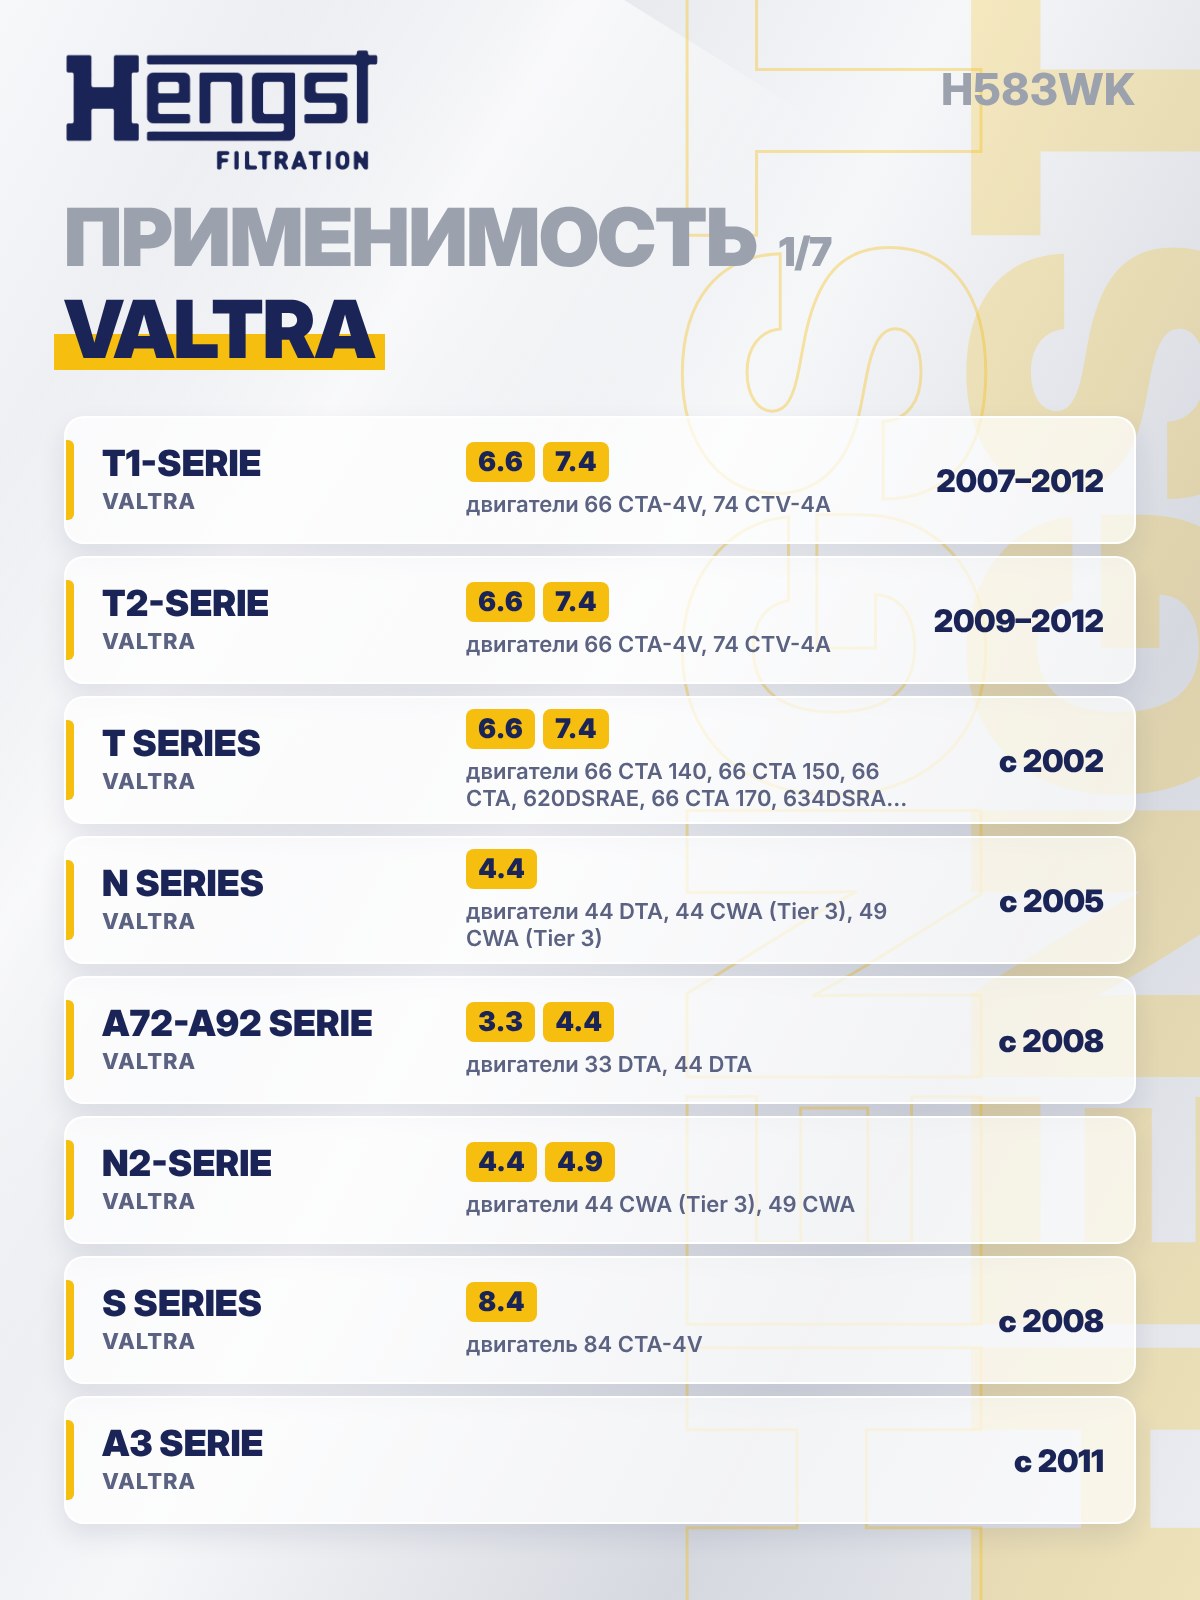 Hengst
FILTRATION
H583WK
ПРИМЕНИМОСТЬ 1/7
VALTRA
T1-SERIE
VALTRA
6.6 7.4
двигатели 66 CTA-4V, 74 CTV-4A
2007–2012
T2-SERIE
VALTRA
6.6 7.4
двигатели 66 CTA-4V, 74 CTV-4A
2009–2012
T SERIES
VALTRA
6.6 7.4
двигатели 66 CTA 140, 66 CTA 150, 66
CTA, 620DSRAE, 66 CTA 170, 634DSRA...
с 2002
N SERIES
VALTRA
4.4
двигатели 44 DTA, 44 CWA (Tier 3), 49
CWA (Tier 3)
с 2005
A72-A92 SERIE
VALTRA
3.3 4.4
двигатели 33 DTA, 44 DTA
с 2008
N2-SERIE
VALTRA
4.4 4.9
двигатели 44 CWA (Tier 3), 49 CWA
S SERIES
VALTRA
8.4
двигатель 84 CTA-4V
с 2008
A3 SERIE
VALTRA
с 2011
HENGST
HENGST